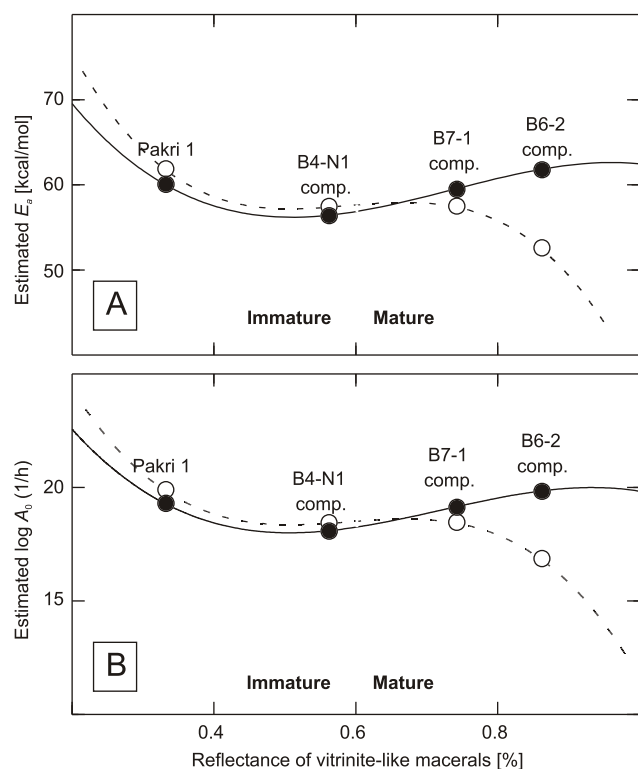 70
60
50
Estimated Ea [kcal/mol]
Pakri 1
B4-N1
comp.
B7-1
comp.
B6-2
comp.
A
Immature
Mature
20
15
Estimated log A0 (1/h)
Pakri 1
B4-N1
comp.
B7-1
comp.
B6-2
comp.
B
Immature
Mature
0.4
0.6
0.8
Reflectance of vitrinite-like macerals [%]